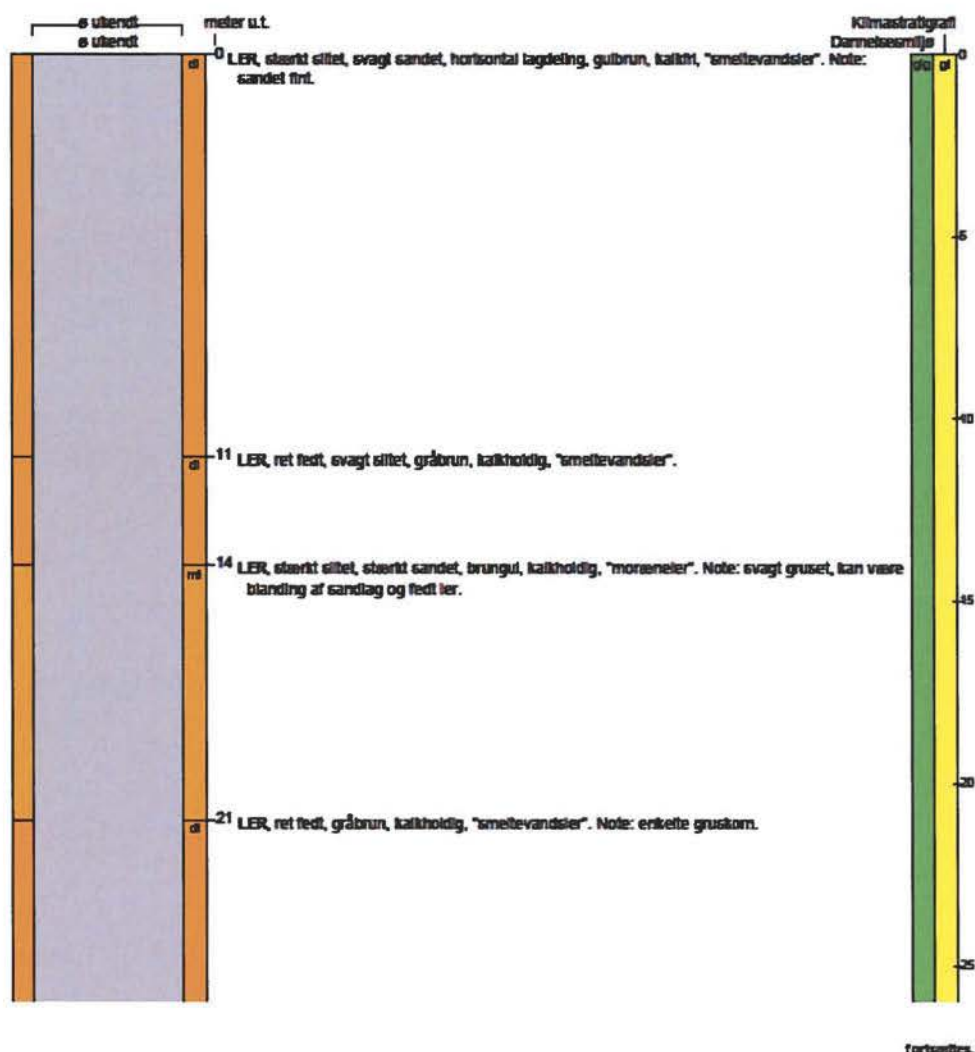 ø ukendt
ø ukendt
meter u.t.
Klimastratigrafi
Dannelsesmiljø
0
LER, stærkt siltet, svagt sandet, horisontal lagdeling, gulbrun, kalkfri, "smeltevandsler". Note:
sandet fint.
dl
glg
gl
0
5
10
11
LER, ret fedt, svagt siltet, gråbrun, kalkholdig, "smeltevandsler".
dl
14
LER, stærkt siltet, stærkt sandet, brungul, kalkholdig, "moræneler". Note: svagt gruset, kan være
blanding af sandlag og fedt ler.
ml
15
20
21
LER, ret fedt, gråbrun, kalkholdig, "smeltevandsler". Note: enkelte gruskorn.
dl
25
fortsættes